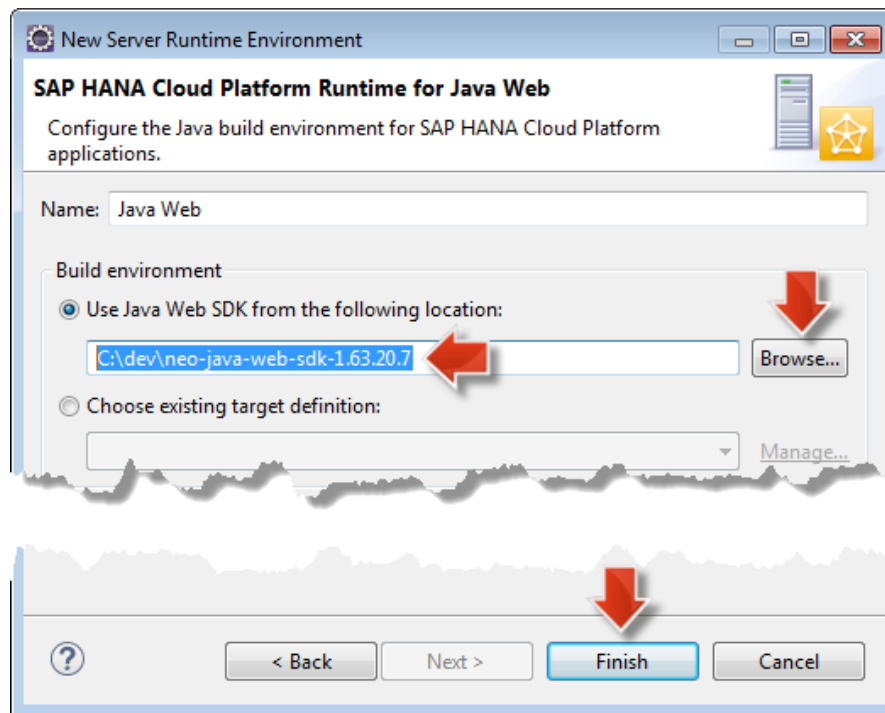 New Server Runtime Environment
SAP HANA Cloud Platform Runtime for Java Web
Configure the Java build environment for SAP HANA Cloud Platform
applications.
Name: Java Web
Build environment
Use Java Web SDK from the following location:
C:\dev\neo-java-web-sdk-1.63.20.7 Browse...
Choose existing target definition:
Manage...
? < Back Next > Finish Cancel